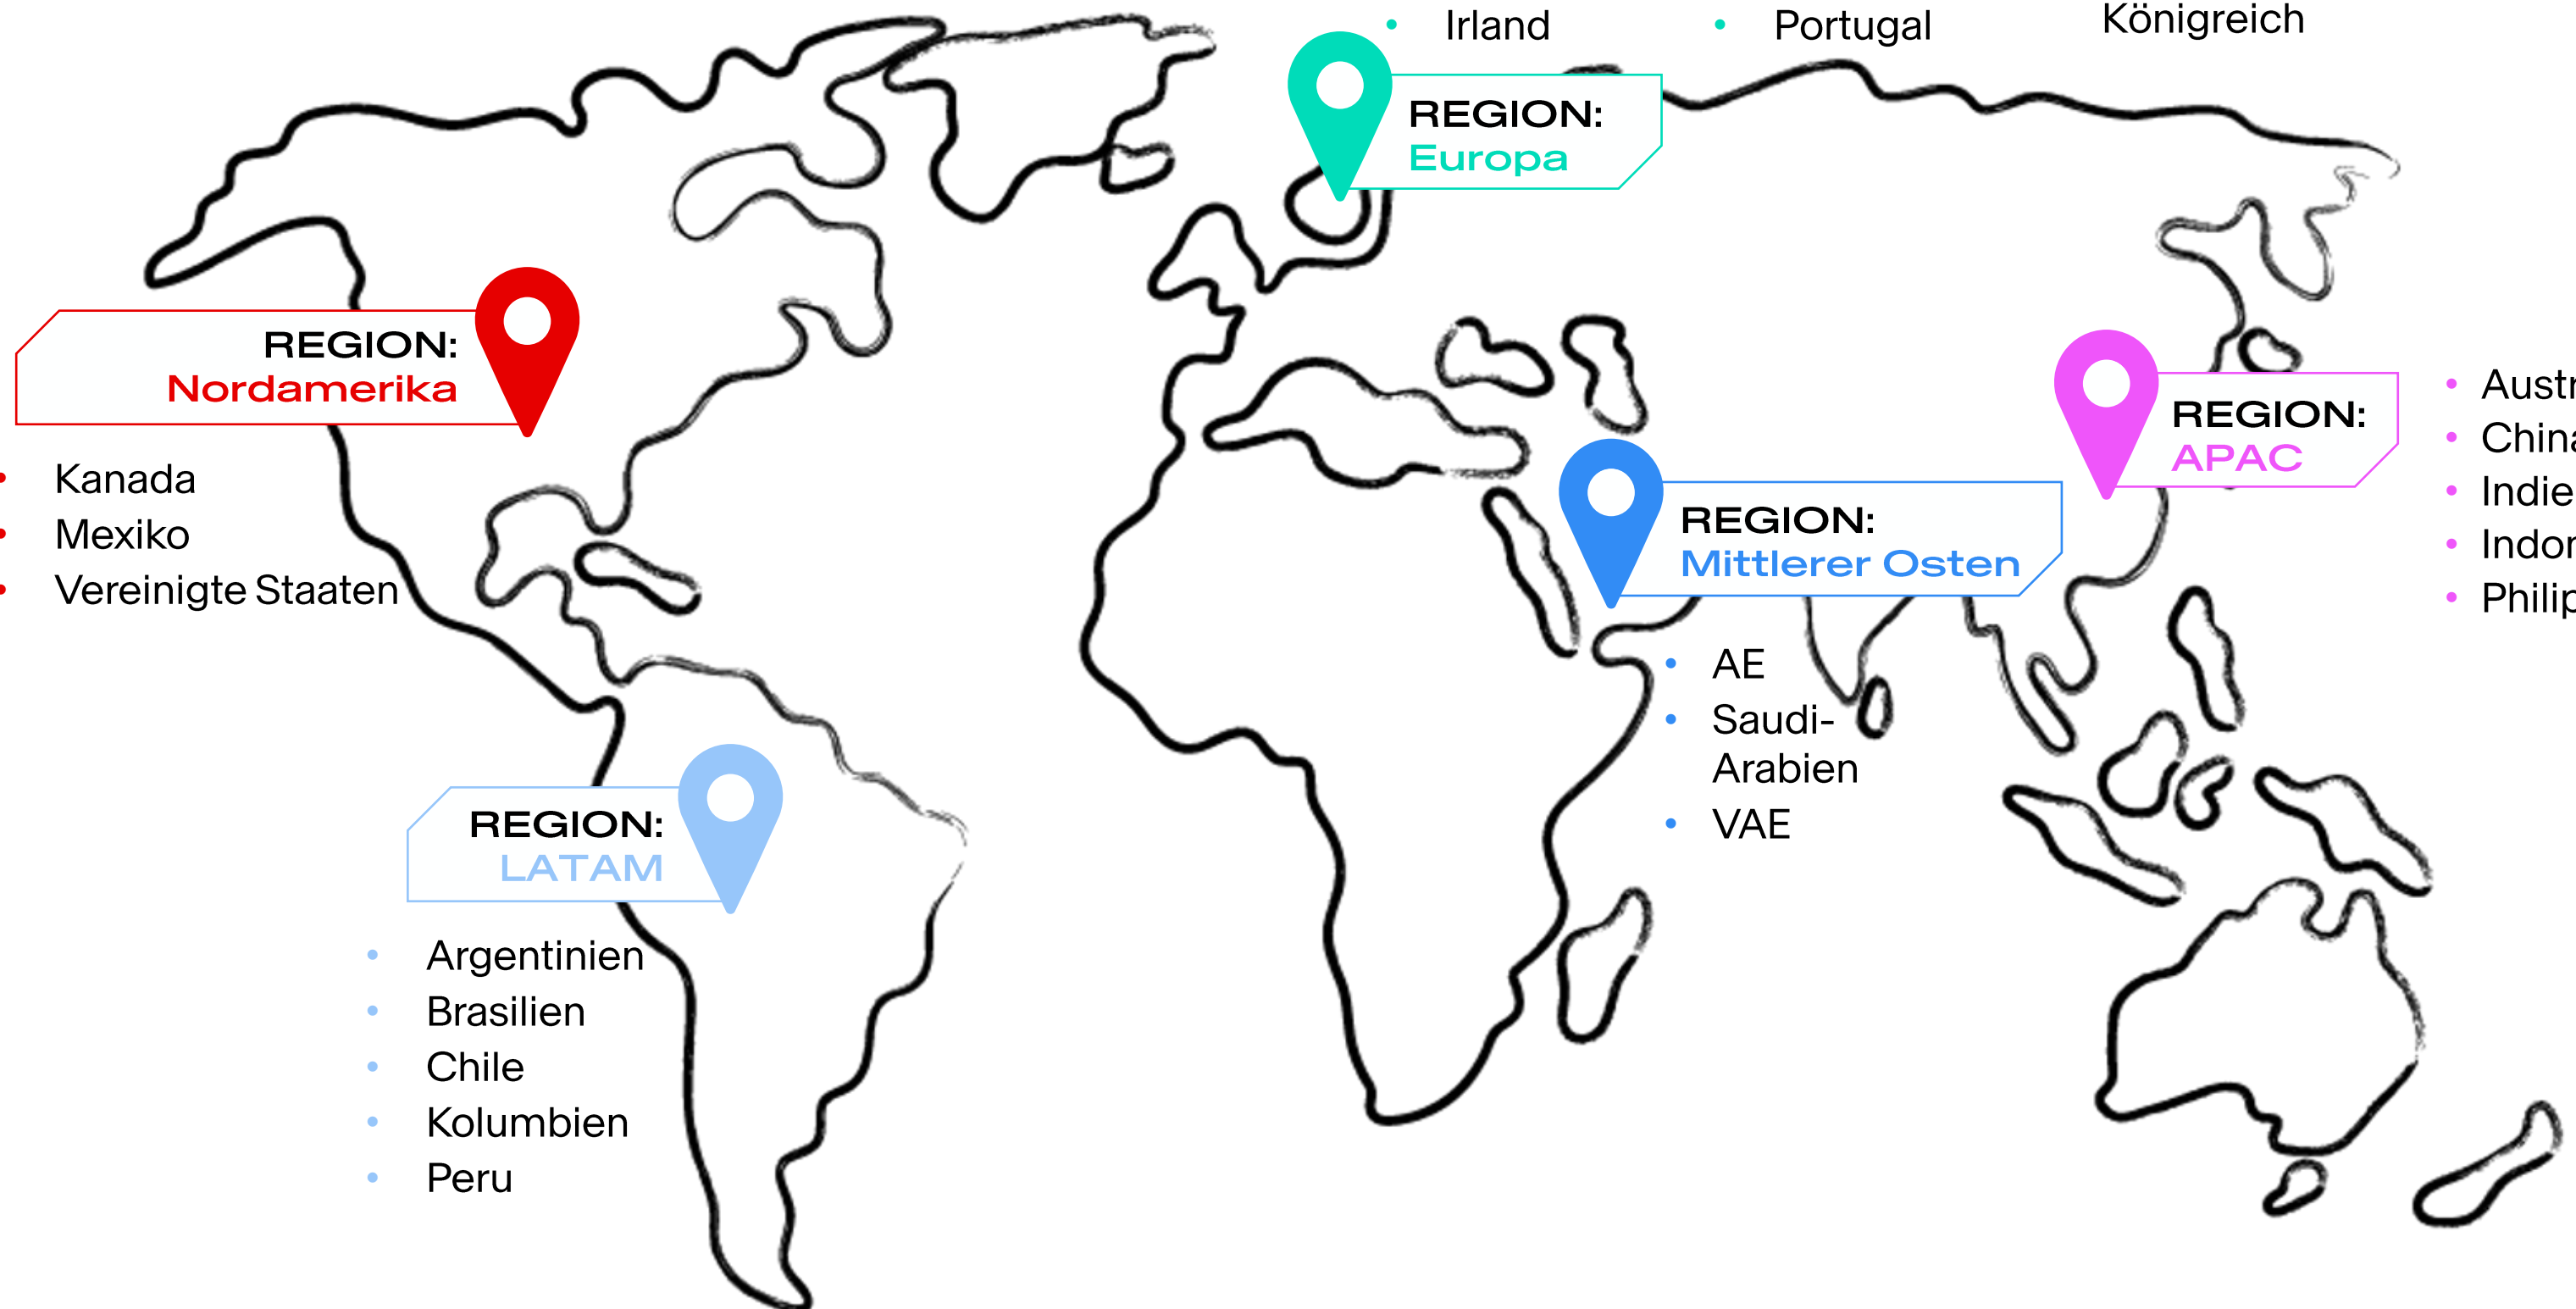 Irland
Portugal
Königreich
REGION:
Europa
REGION:
Nordamerika
Kanada
Mexiko
Vereinigte Staaten
REGION:
APAC
REGION:
Mittlerer Osten
AE
Saudi-
Arabien
VAE
REGION:
LATAM
Argentinien
Brasilien
Chile
Kolumbien
Peru